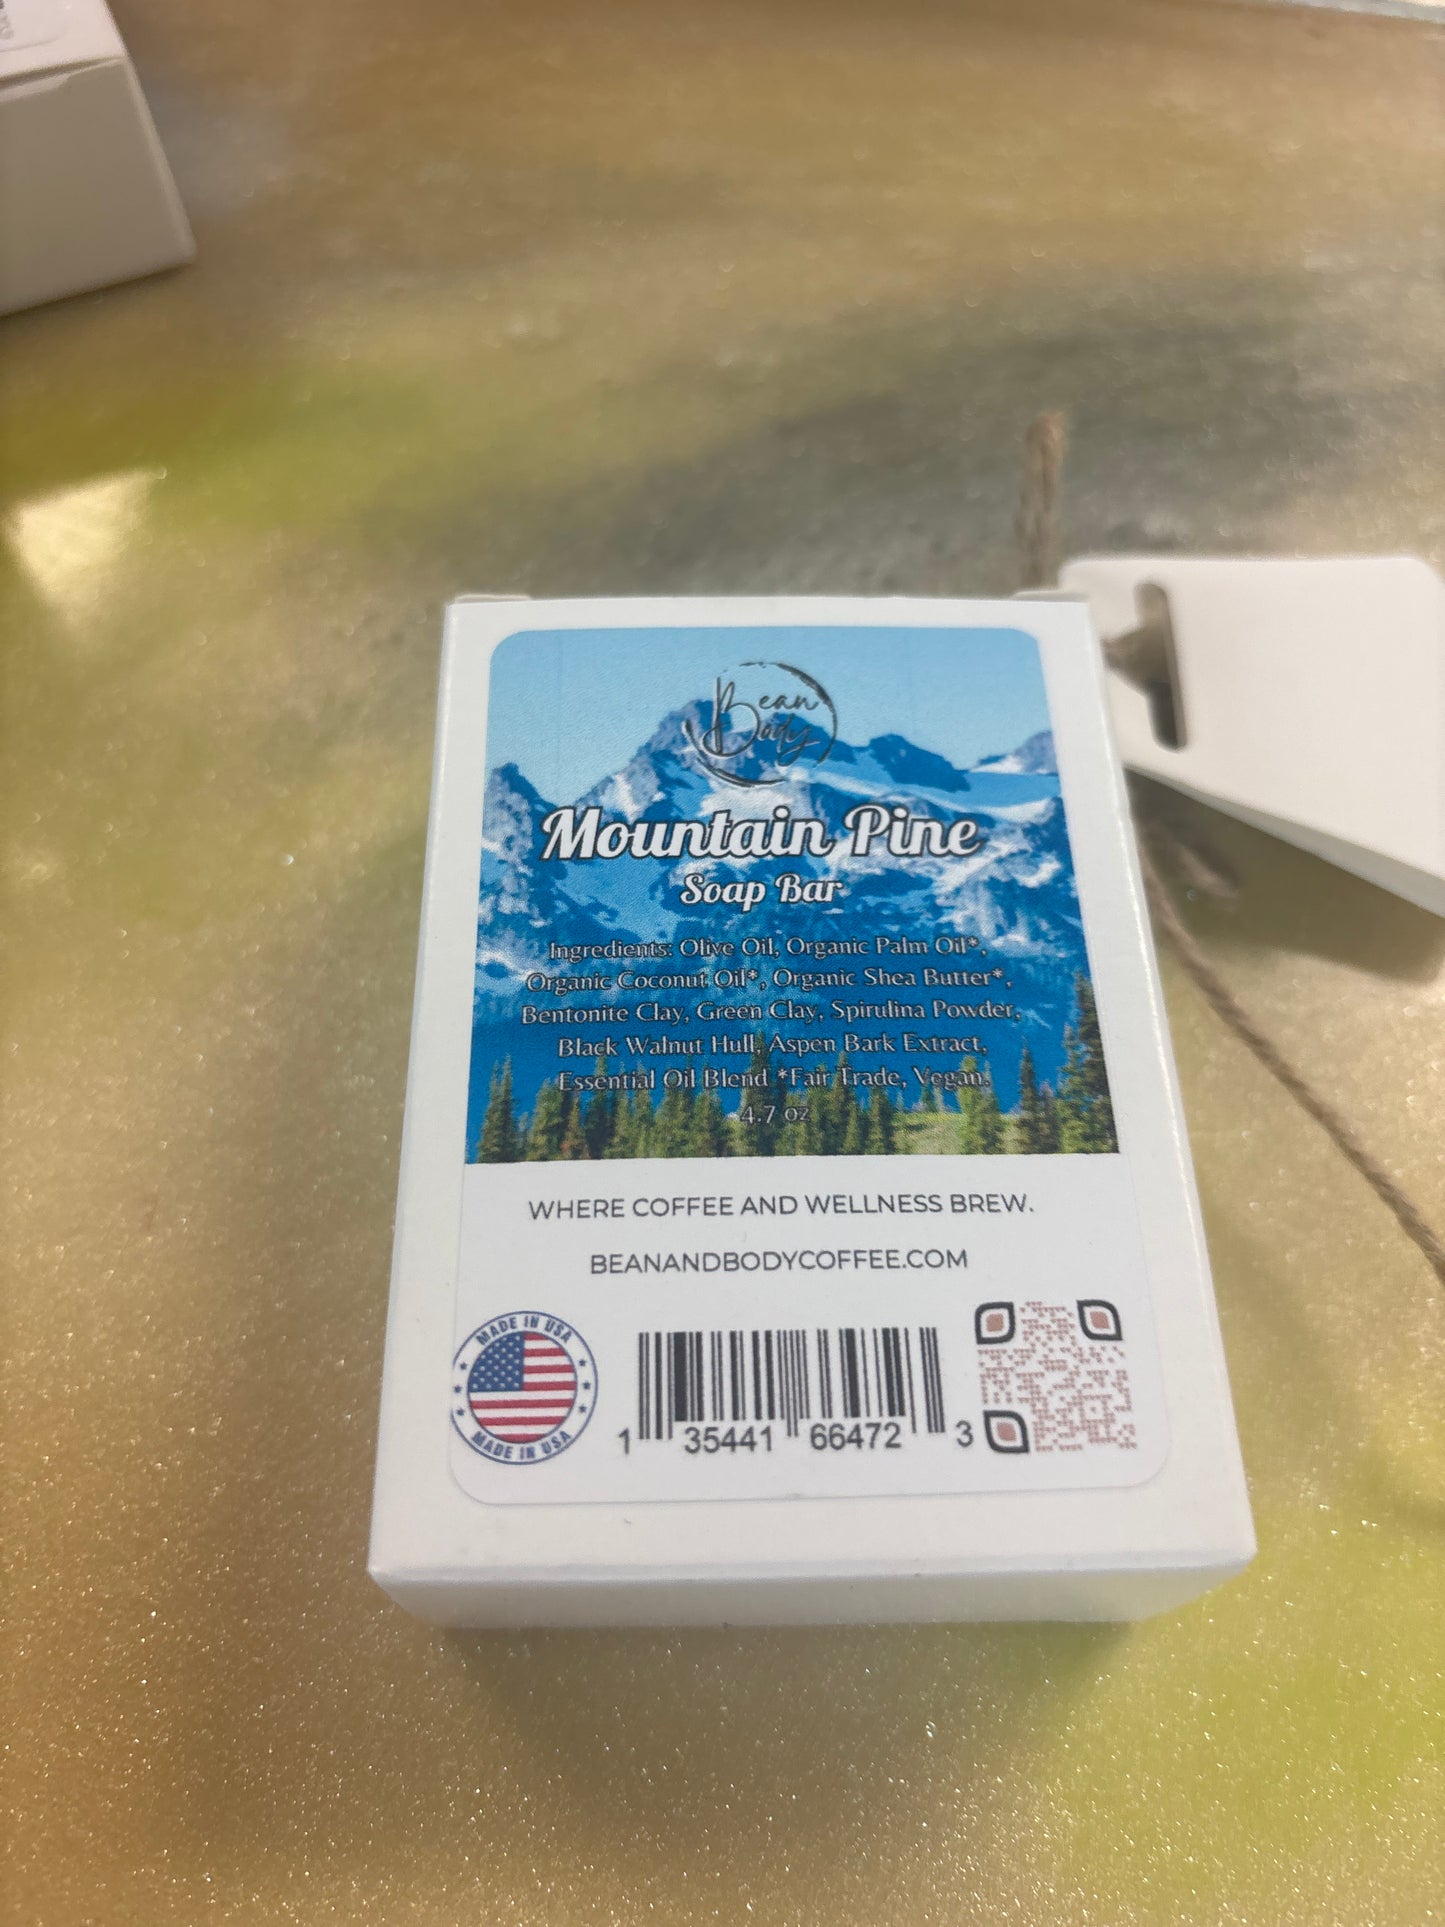 Bean
Body
Mountain Pine
Soap Bar
Ingredients: Olive Oil, Organic Palm Oil*,
Organic Coconut Oil*, Organic Shea Butter*,
Bentonite Clay, Green Clay, Spirulina Powder,
Black Walnut Hull, Aspen Bark Extract,
Essential Oil Blend *Fair Trade, Vegan.
4.7 oz
WHERE COFFEE AND WELLNESS BREW.
BEANANDBODYCOFFEE.COM
MADE IN USA
MADE IN USA
1 35441 66472 3